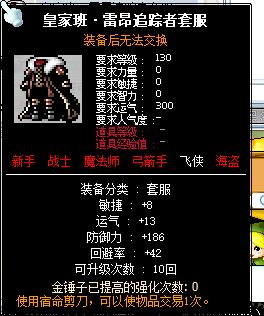 皇家班·雷昂追踪者套服
装备后无法交换
要求等级： 130
要求力量： 0
要求敏捷： 0
要求智力： 0
要求运气： 300
要求人气度： -
道具等级： -
道具经验值： -
新手 战士 魔法师 弓箭手 飞侠 海盗
装备分类 : 套服
敏捷 : +8
运气 : +13
防御力 : +186
回避率 : +42
可升级次数 : 10回
金锤子已提高的强化次数: 0
使用宿命剪刀，可以使物品交易1次。